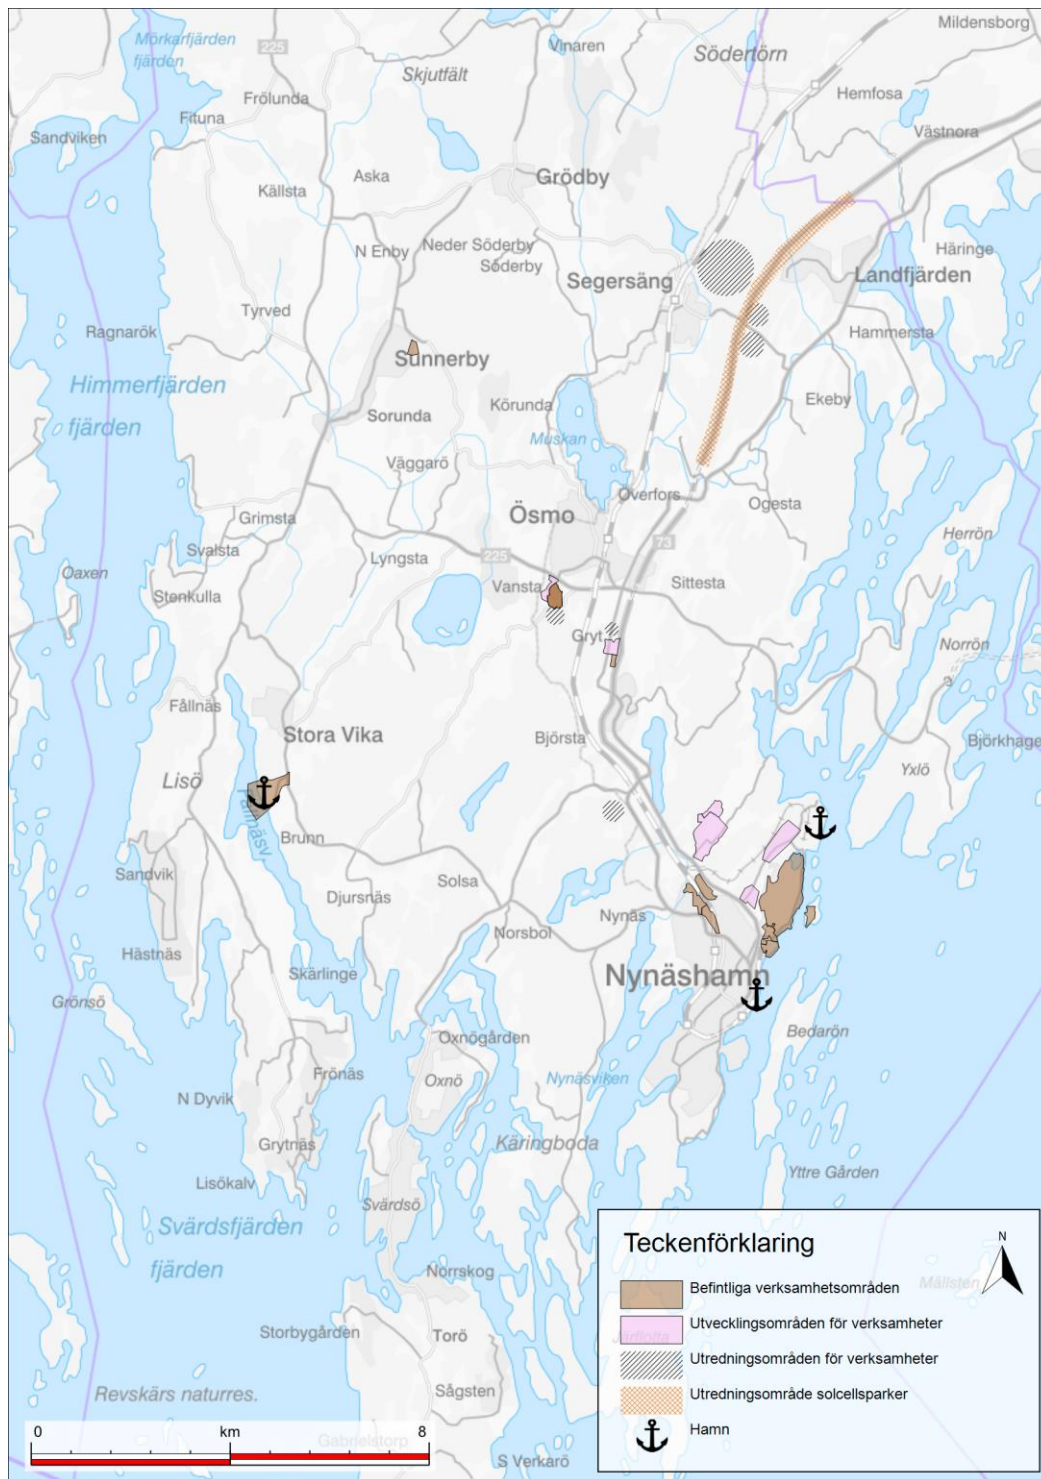 Mildensborg
Mörkarfjärden
fjärden
225
Vinaren
Södertörn
Skjutfält
Hemfosa
Frölunda
Fituna
Sandviken
Västnora
Aska
Grödby
Källsta
N Enby
Neder Söderby
Söderby
Häringe
Segersäng
Landfjärden
Tyrved
Ragnarök
Hammersta
Sunnerby
Himmerfjärden
fjärden
Sorunda
Körunda
Ekeby
Muskan
Väggarö
Överfors
Ogesta
Ösmo
Grimsta
Herrön
Svalsta
Lyngsta
225
73
Oaxen
Vansta
Sittesta
Stenkulla
Gryt
Norrön
Fållnäs
Stora Vika
Björsta
Björkhage
Lisö
Yxlö
Brunn
Sandvik
Solsa
Djursnäs
Nynäs
Norsbol
Hästnäs
Skärlinge
Nynäshamn
Grönsö
Bedarön
Oxnögården
Frönäs
Oxnö
Nynäsviken
N Dyvik
Grytnäs
Käringboda
Lisökalv
Yttre Gården
Svärdsö
Svärdsfjärden
fjärden
Norrskog
Mällsten
Storbygården
Torö
Järflotta
Revskärs naturres.
Sågsten
Gabrielstorp
S Verkarö
0 km 8
Teckenförklaring
N
Befintliga verksamhetsområden
Utvecklingsområden för verksamheter
Utredningsområden för verksamheter
Utredningsområde solcellsparker
Hamn